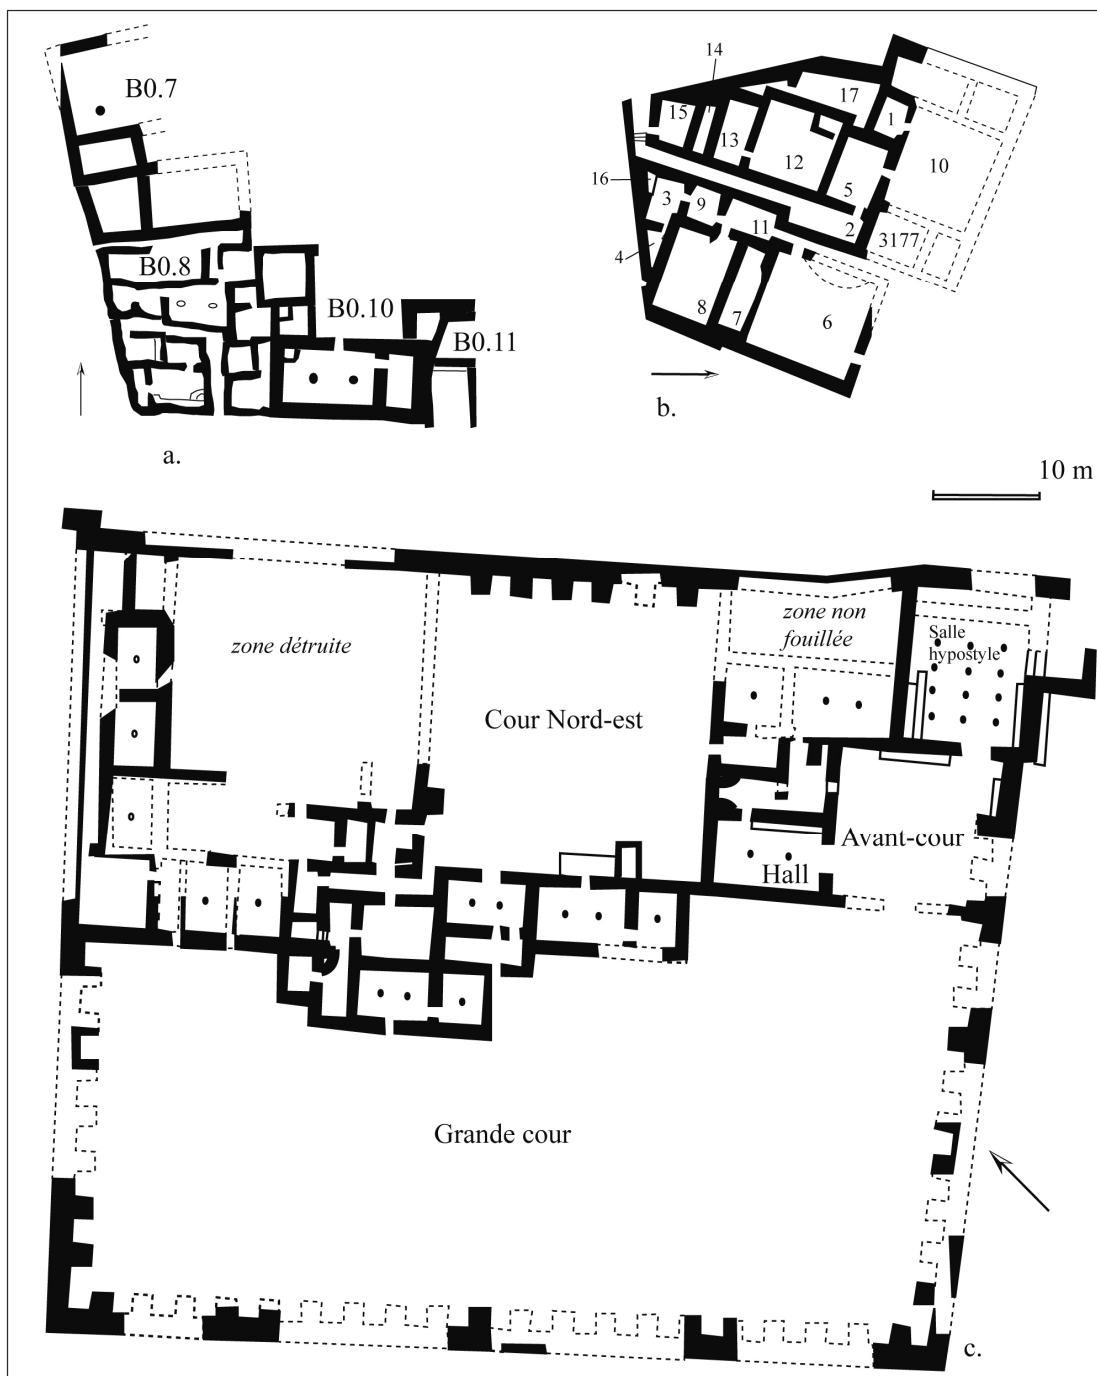 B0.7
B0.8
B0.10
B0.11
a.
14
15
13
17
1
12
10
16
3
9
5
11
2
3177
4
8
7
6
b.
10 m
zone détruite
zone non
fouillée
Salle
hypostyle
Cour Nord-est
Avant-cour
Hall
Grande cour
c.